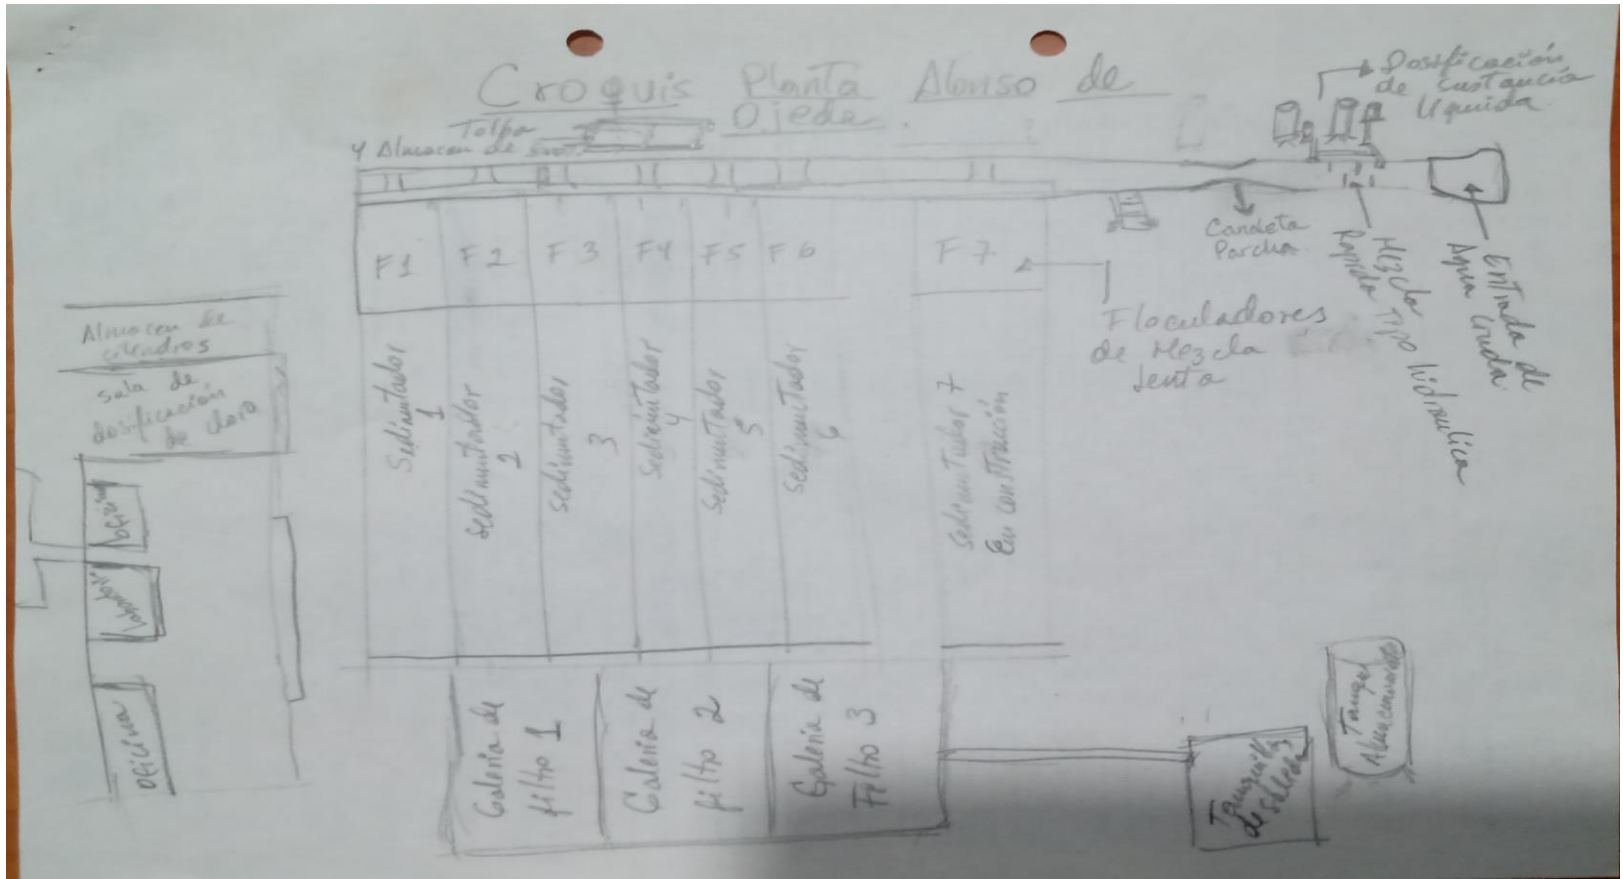 Croquis Planta Alonso de
Ojeda.
Tolba
y Almacen de
Dosificación
de sustancia
líquida
F1
F2
F3
F4
F5
F6
F7
Canaleta
Parcha
Mezcla Tipo hidraulica
Rapida
Entrada de
Agua Cruda
Floculadores
de Mezcla
lenta
Almacen de
cilindros
Sala de
dosificación
de cloro
Sedimentador
1
Sedimentador
2
Sedimentador
3
Sedimentador
4
Sedimentador
5
Sedimentador
6
Sedimentador 7
En construcción
oficina
oficina
Galeria de
filtro 1
Galeria de
filtro 2
Galeria de
Filtro 3
Tanquilla
de salida
Tanque